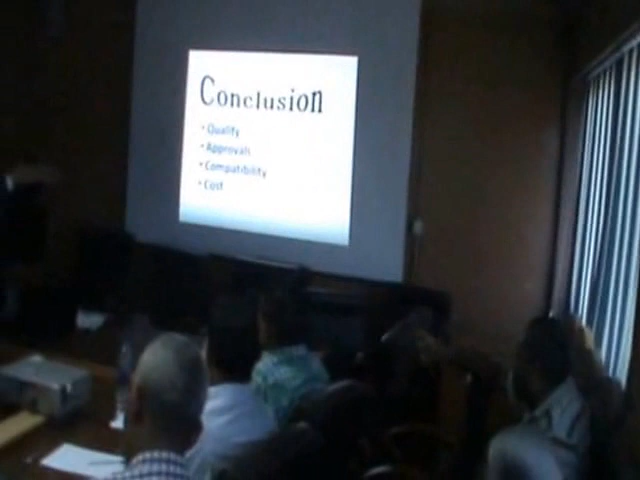 Conclusion
• Quality
• Approvals
• Compatibility
• Cost